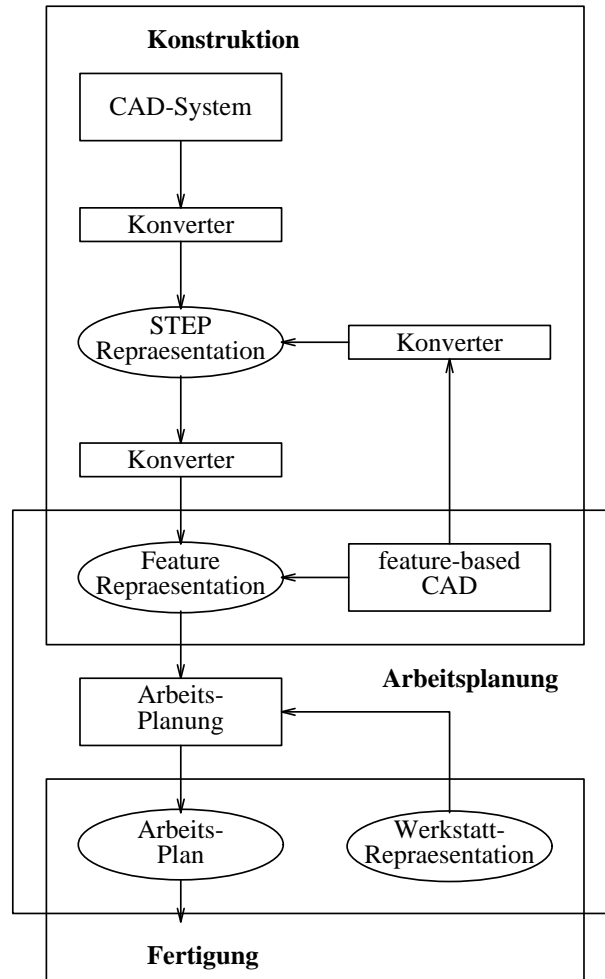 Konstruktion
CAD-System
Konverter
STEP
Repraesentation
Konverter
Konverter
Feature
Repraesentation
feature-based
CAD
Arbeitsplanung
Arbeits-
Planung
Arbeits-
Plan
Werkstatt-
Repraesentation
Fertigung